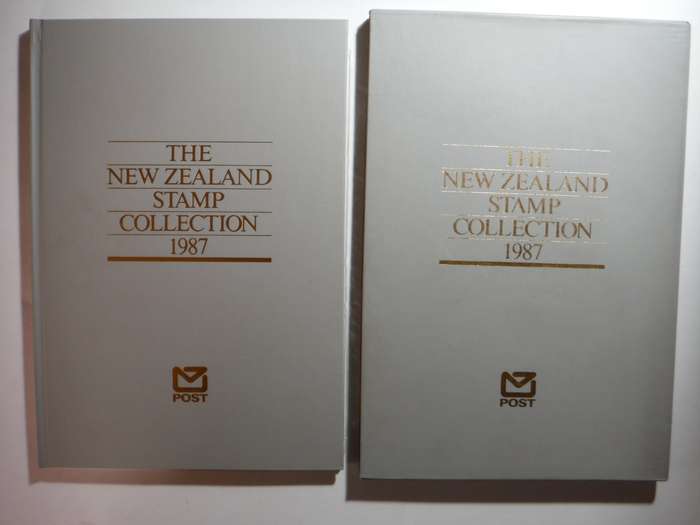 THE
NEW ZEALAND
STAMP
COLLECTION
1987
POST
THE
NEW ZEALAND
STAMP
COLLECTION
1987
POST